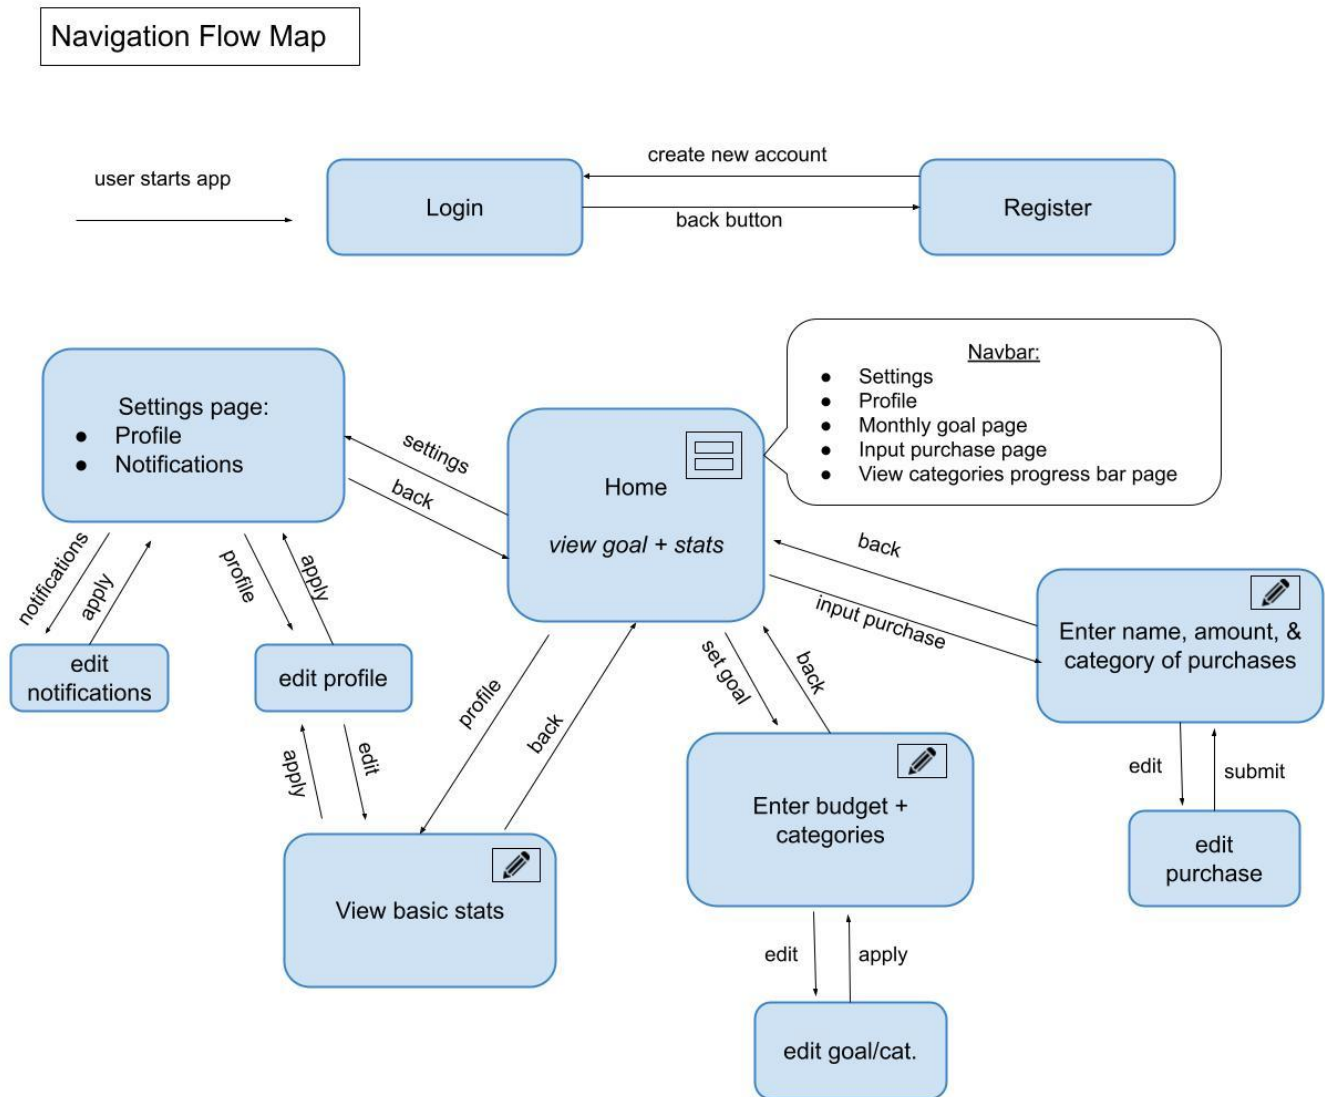 Navigation Flow Map
user starts app
Login
create new account
back button
Register
Navbar:
● Settings
● Profile
● Monthly goal page
● Input purchase page
● View categories progress bar page
Settings page:
● Profile
● Notifications
settings
back
Home
view goal + stats
back
input purchase
Enter name, amount, &
category of purchases
notifications
apply
profile
apply
edit
notifications
edit profile
profile
back
set goal
back
apply
edit
edit
submit
View basic stats
Enter budget +
categories
edit
purchase
edit
apply
edit goal/cat.